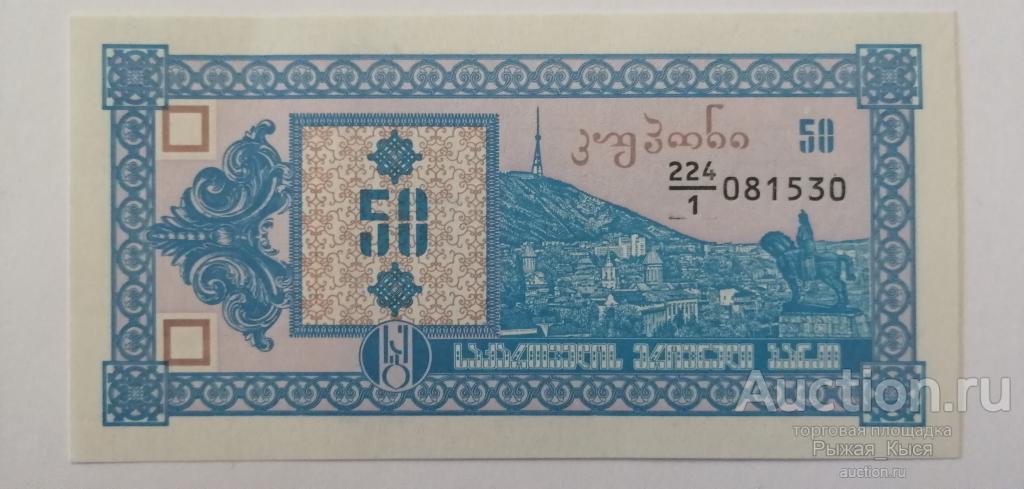 კუპონი 50
224/1 081530
50
საქართველოს ეროვნული ბანკი
Auction.ru
торговая площадка
Рыжая_Кыся
auction.ru